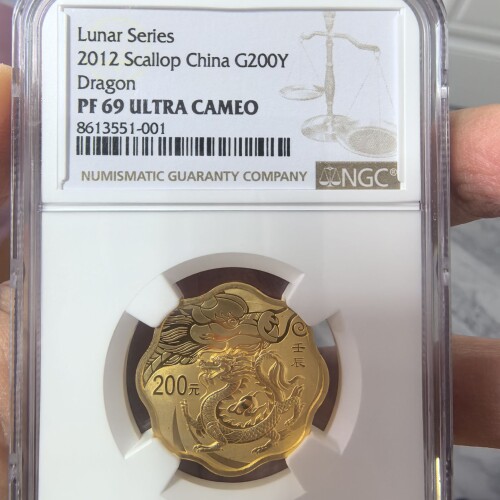 Lunar Series
2012 Scallop China G200Y
Dragon
PF 69 ULTRA CAMEO
8613551-001
NUMISMATIC GUARANTY COMPANY
NGC®
壬辰
200元